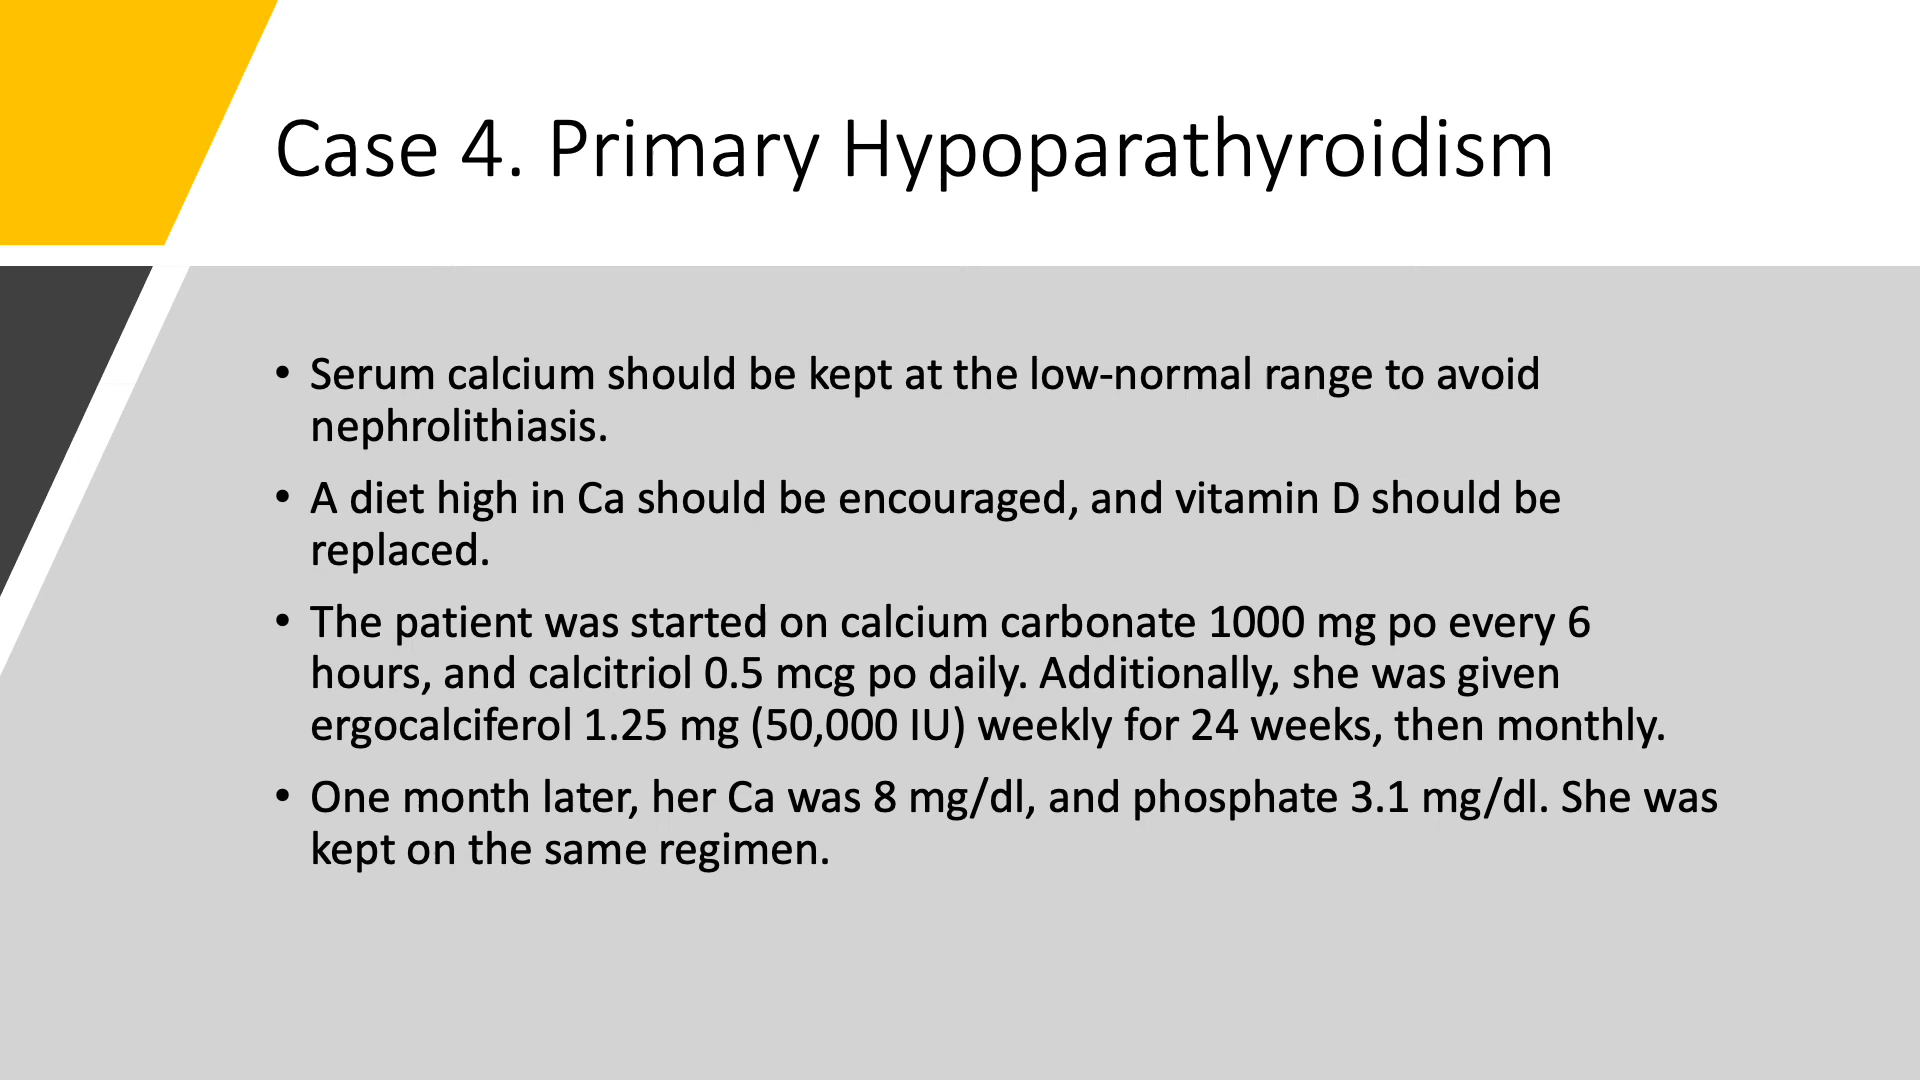 Case 4. Primary Hypoparathyroidism
• Serum calcium should be kept at the low-normal range to avoid
nephrolithiasis.
• A diet high in Ca should be encouraged, and vitamin D should be
replaced.
• The patient was started on calcium carbonate 1000 mg po every 6
hours, and calcitriol 0.5 mcg po daily. Additionally, she was given
ergocalciferol 1.25 mg (50,000 IU) weekly for 24 weeks, then monthly.
• One month later, her Ca was 8 mg/dl, and phosphate 3.1 mg/dl. She was
kept on the same regimen.